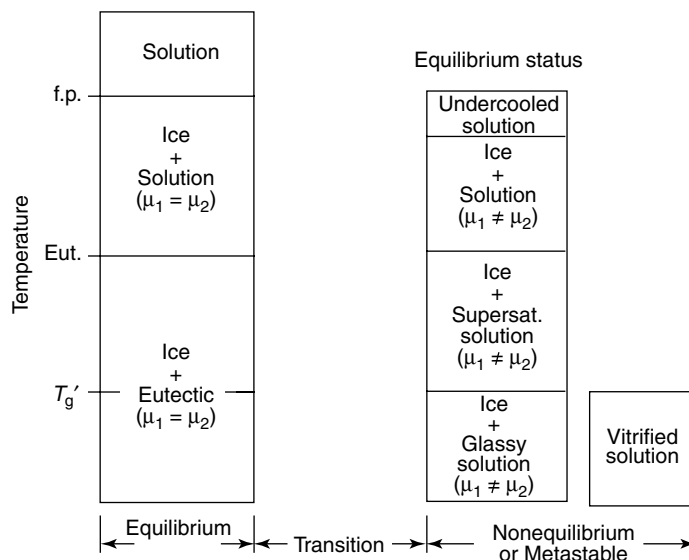 Solution
Equilibrium status
f.p.
Undercooled
solution
Ice
+
Solution
(μ₁ = μ₂)
Ice
+
Solution
(μ₁ ≠ μ₂)
Temperature
Eut.
Ice
+
Supersat.
solution
(μ₁ ≠ μ₂)
Ice
+
Eutectic
(μ₁ = μ₂)
Tg′
Ice
+
Glassy
solution
(μ₁ ≠ μ₂)
Vitrified
solution
Equilibrium
Transition
Nonequilibrium
or Metastable